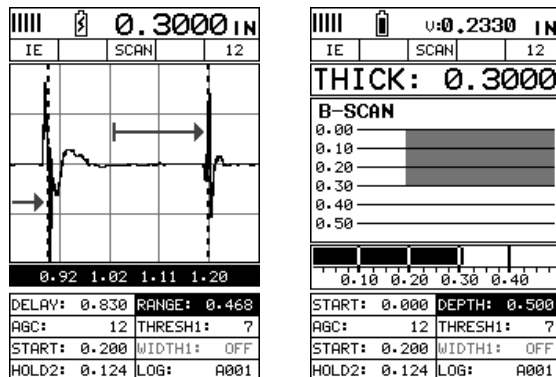 0.3000 IN
IE SCAN 12
0.92 1.02 1.11 1.20
DELAY: 0.830 RANGE: 0.468
AGC: 12 THRESH1: 7
START: 0.200 WIDTH1: OFF
HOLD2: 0.124 LOG: A001
V:0.2330 IN
IE SCAN 12
THICK: 0.3000
B-SCAN
0.00
0.10
0.20
0.30
0.40
0.50
0.10 0.20 0.30 0.40
START: 0.000 DEPTH: 0.500
AGC: 12 THRESH1: 7
START: 0.200 WIDTH1: OFF
HOLD2: 0.124 LOG: A001